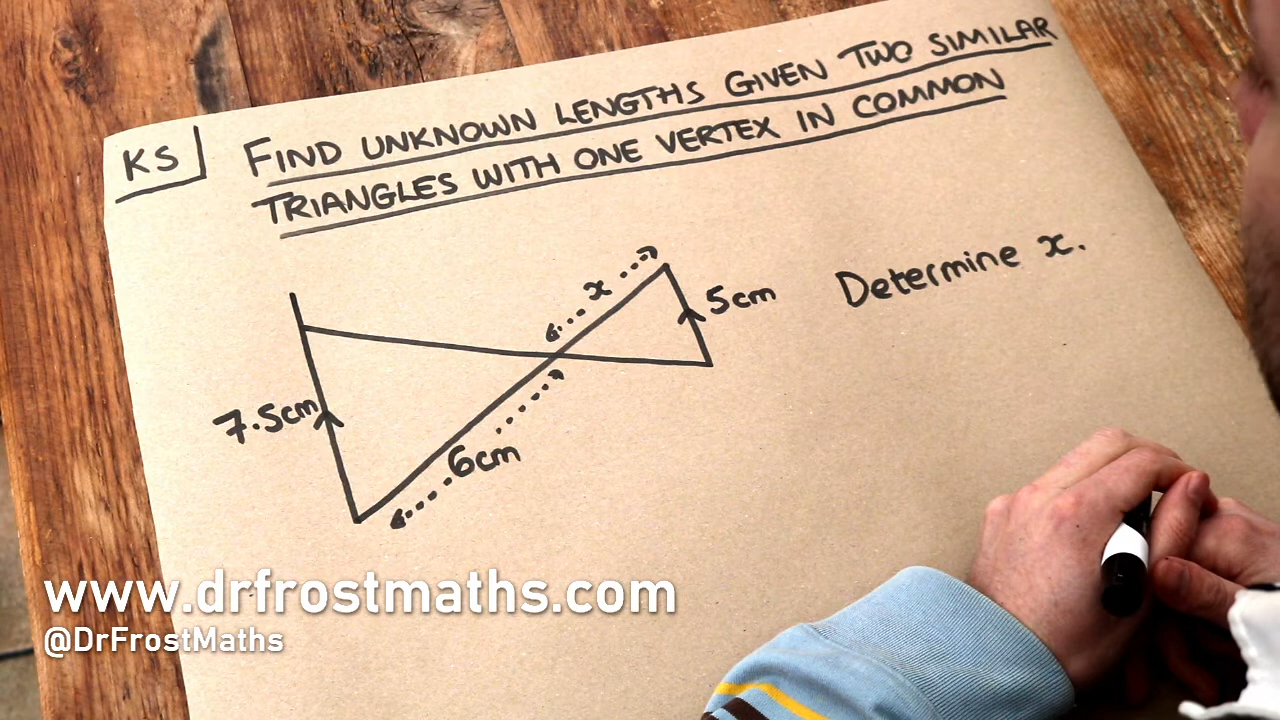 KS
FIND UNKNOWN LENGTHS GIVEN TWO SIMILAR
TRIANGLES WITH ONE VERTEX IN COMMON
x
5cm
Determine x.
7.5cm
6cm
www.drfrostmaths.com
@DrFrostMaths